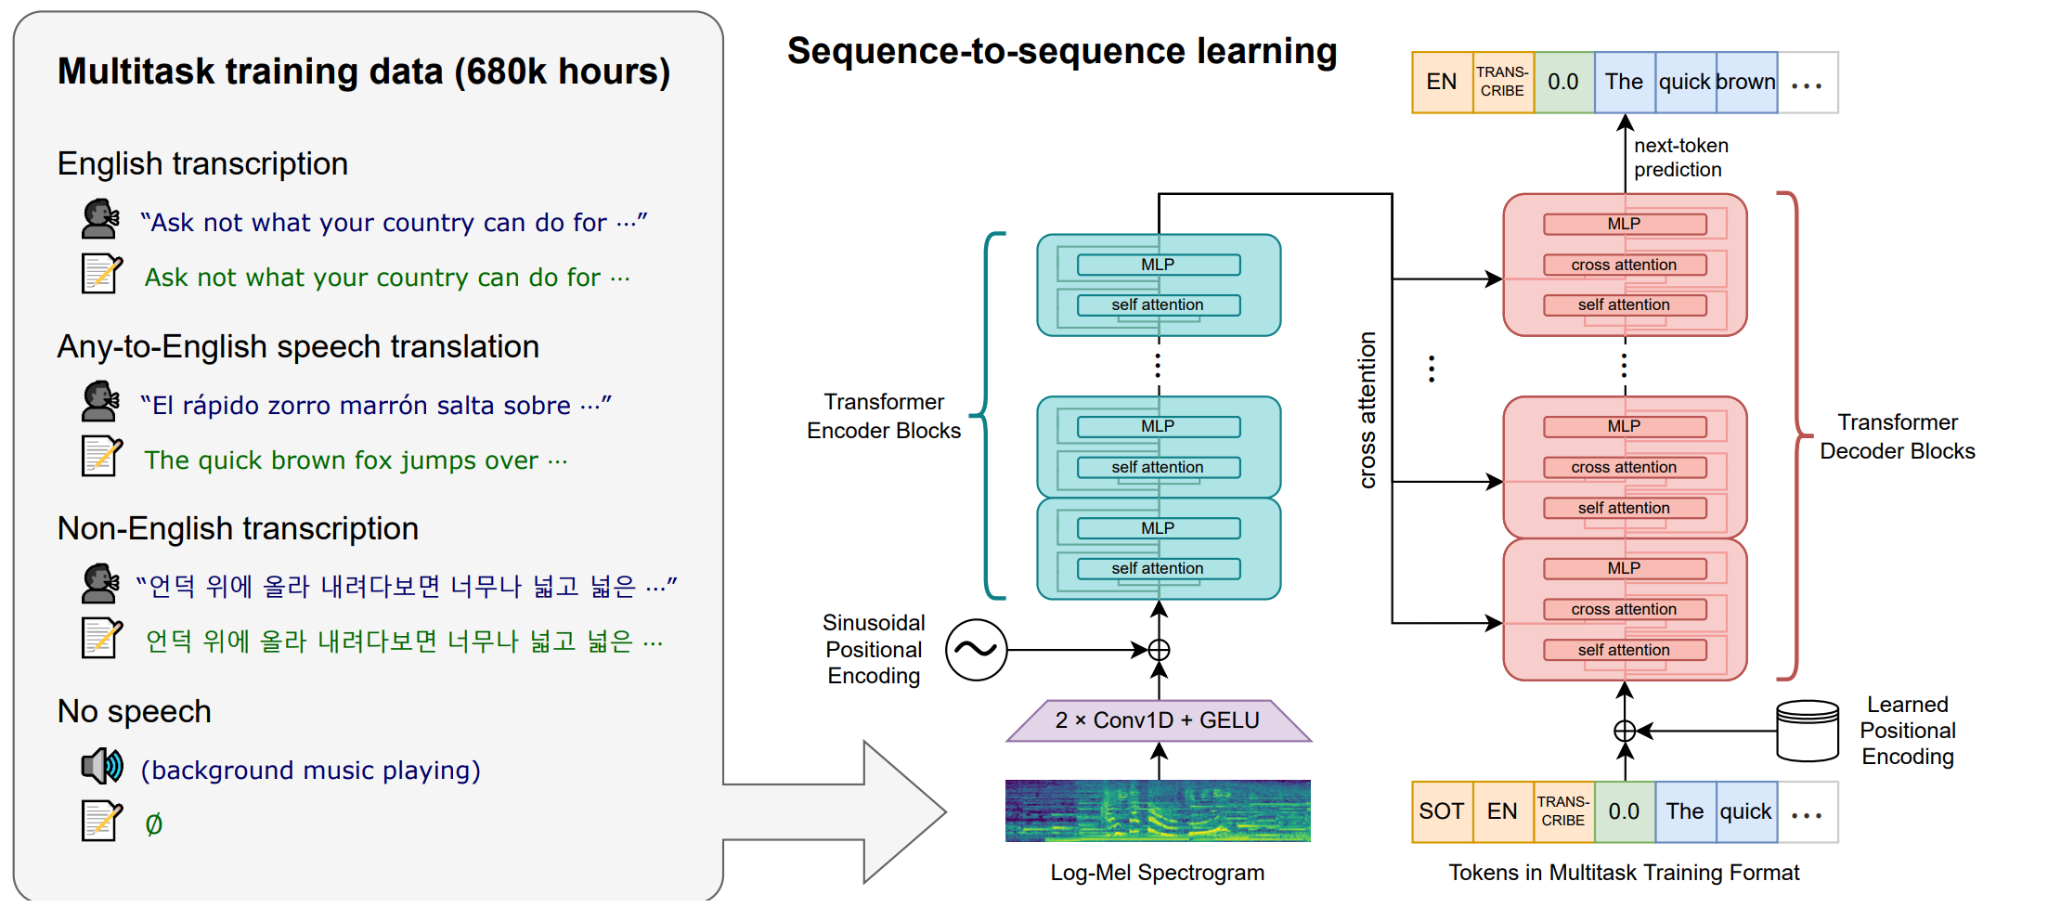 Multitask training data (680k hours)
English transcription
“Ask not what your country can do for ⋯”
Ask not what your country can do for ⋯
Any-to-English speech translation
“El rápido zorro marrón salta sobre ⋯”
The quick brown fox jumps over ⋯
Non-English transcription
“언덕 위에 올라 내려다보면 너무나 넓고 넓은 ⋯”
언덕 위에 올라 내려다보면 너무나 넓고 넓은 ⋯
No speech
(background music playing)
Ø
Sequence-to-sequence learning
EN TRANS-CRIBE 0.0 The quick brown ⋯
next-token
prediction
MLP
self attention
⋮
MLP
self attention
MLP
self attention
Transformer
Encoder Blocks
Sinusoidal
Positional
Encoding
2 × Conv1D + GELU
Log-Mel Spectrogram
cross attention
⋮
MLP
cross attention
self attention
⋮
MLP
cross attention
self attention
MLP
cross attention
self attention
Transformer
Decoder Blocks
Learned
Positional
Encoding
SOT EN TRANS-CRIBE 0.0 The quick ⋯
Tokens in Multitask Training Format